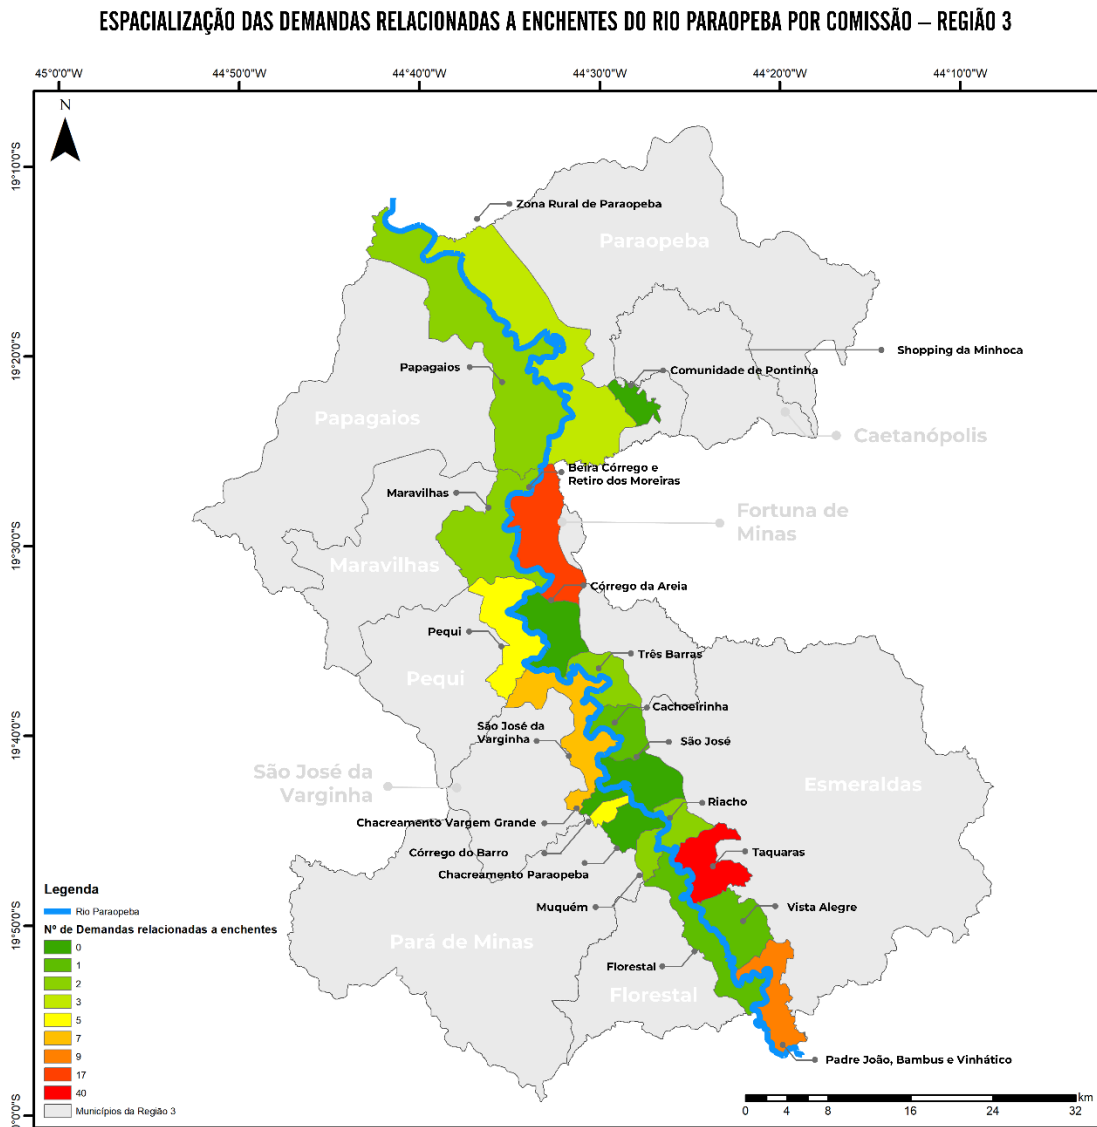 ESPACIALIZAÇÃO DAS DEMANDAS RELACIONADAS A ENCHENTES DO RIO PARAOPEBA POR COMISSÃO – REGIÃO 3
45°0'0"W
44°50'0"W
44°40'0"W
44°30'0"W
44°20'0"W
44°10'0"W
N
19°10'0"S
19°20'0"S
19°30'0"S
19°40'0"S
19°50'0"S
Zona Rural de Paraopeba
Paraopeba
Shopping da Minhoca
Papagaios
Comunidade de Pontinha
Papagaios
Caetanópolis
Beira Córrego e
Retiro dos Moreiras
Maravilhas
Fortuna de
Minas
Maravilhas
Córrego da Areia
Pequi
Três Barras
Pequi
Cachoeirinha
São José da
Varginha
São José
São José da
Varginha
Esmeraldas
Riacho
Chacreamento Vargem Grande
Córrego do Barro
Taquaras
Chacreamento Paraopeba
Muquém
Vista Alegre
Pará de Minas
Florestal
Florestal
Padre João, Bambus e Vinhático
Legenda
Rio Paraopeba
Nº de Demandas relacionadas a enchentes
0
1
2
3
5
7
9
17
40
Municípios da Região 3
km
0 4 8 16 24 32